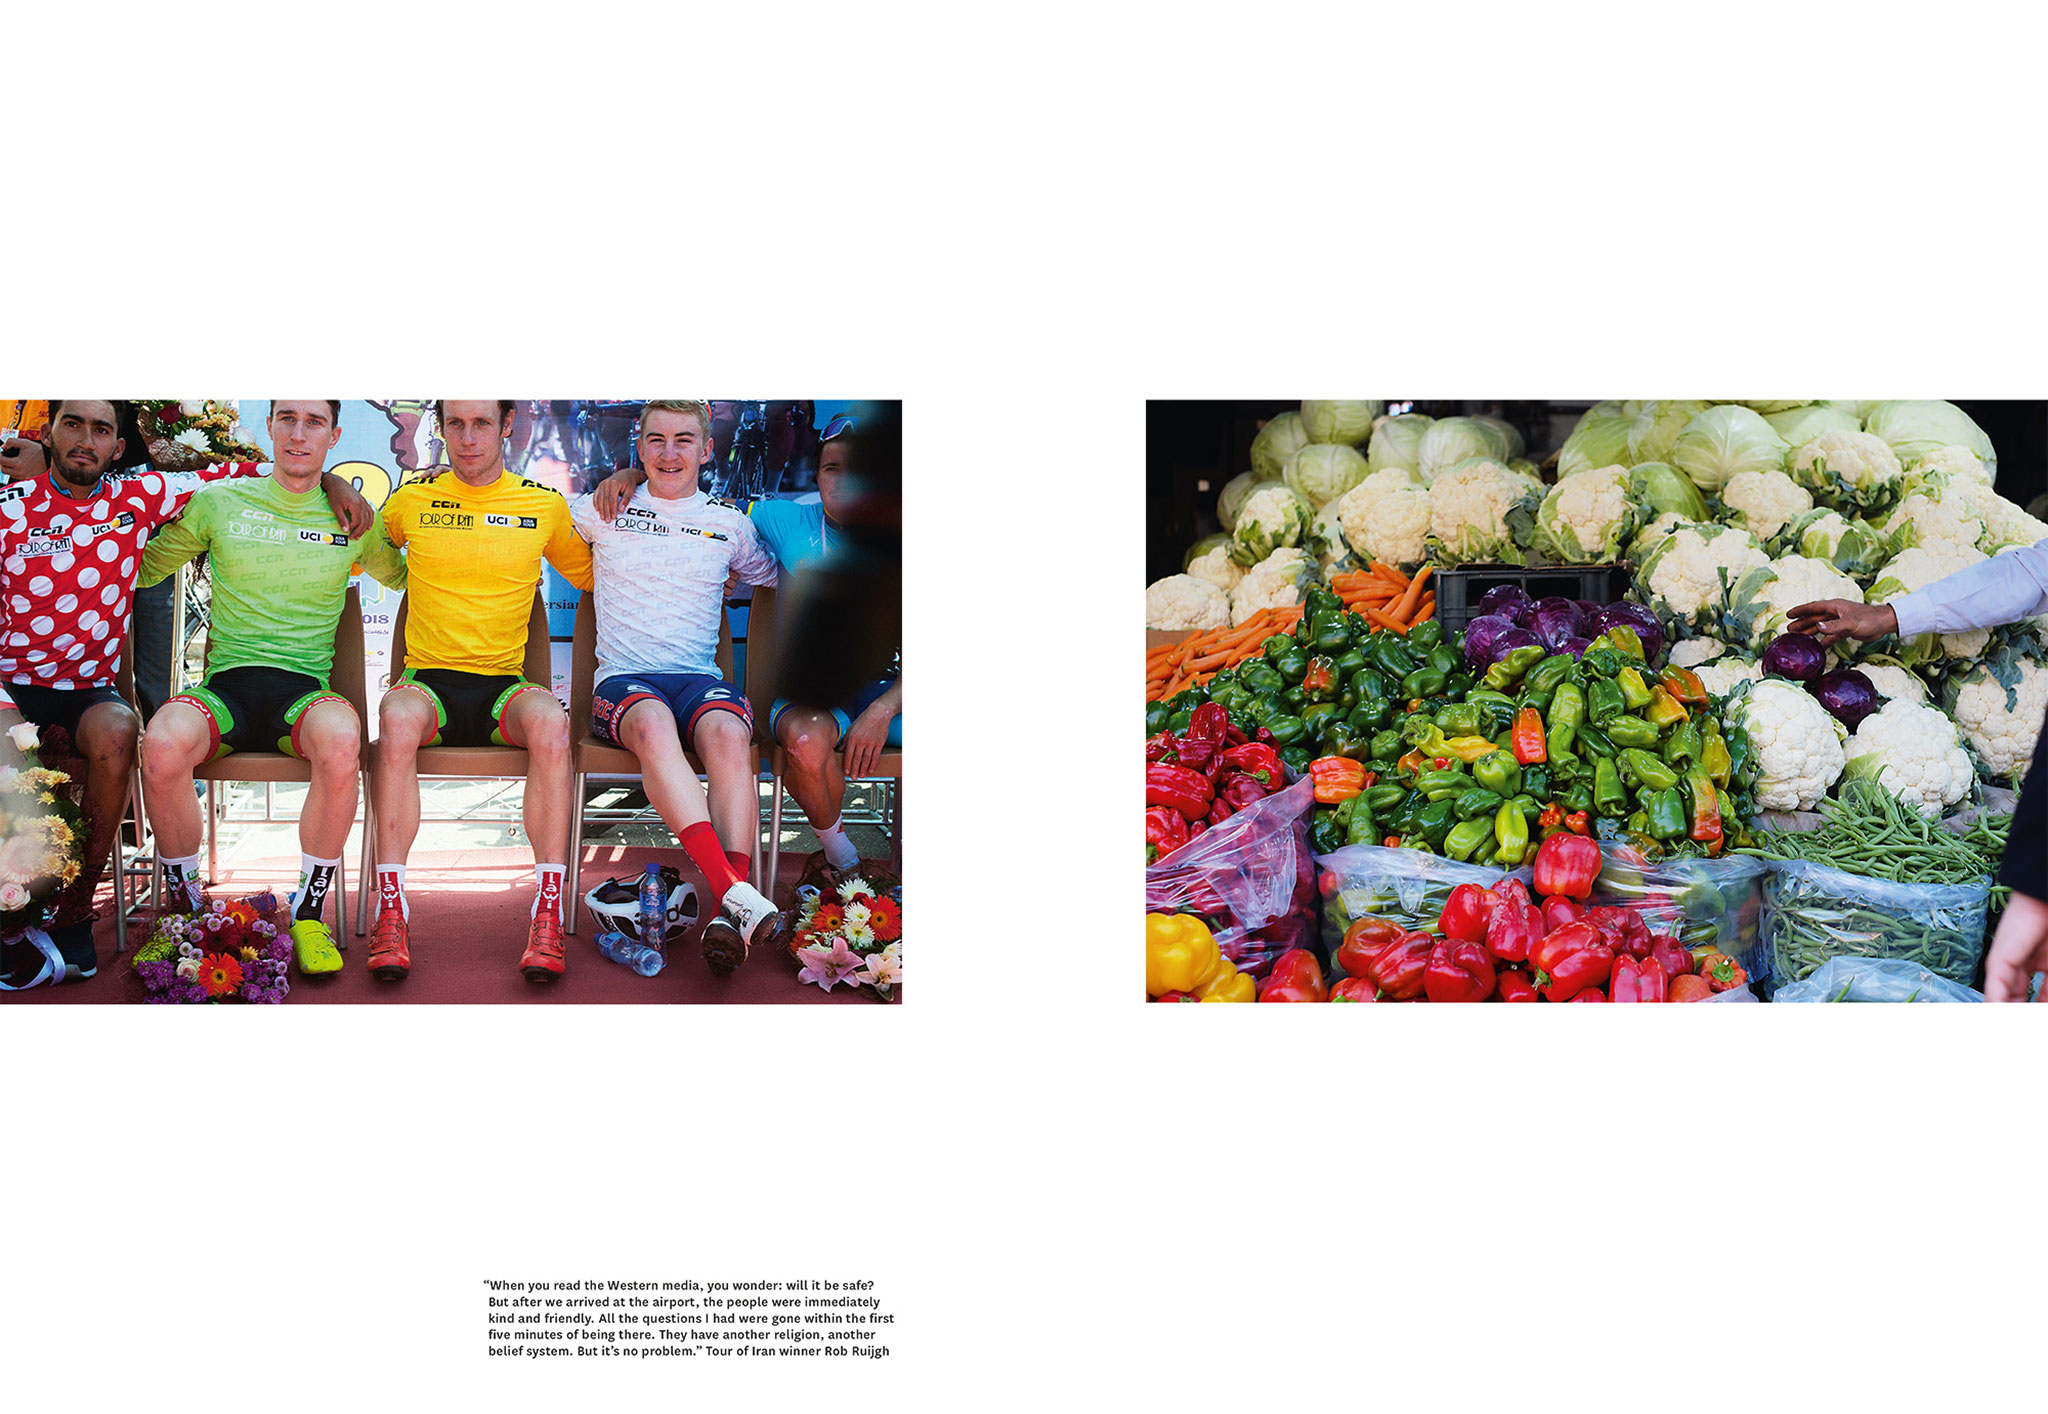 CCN
UCI
ASIA TOUR
TOUR OF IRAN
CCN
TOUR OF IRAN
UCI
ASIA TOUR
CCN
TOUR OF IRAN
UCI
ASIA TOUR
CCN
TOUR OF IRAN
UCI
ersian
2018
Lawi
Lawi
Lawi
“When you read the Western media, you wonder: will it be safe?
But after we arrived at the airport, the people were immediately
kind and friendly. All the questions I had were gone within the first
five minutes of being there. They have another religion, another
belief system. But it’s no problem.” Tour of Iran winner Rob Ruijgh